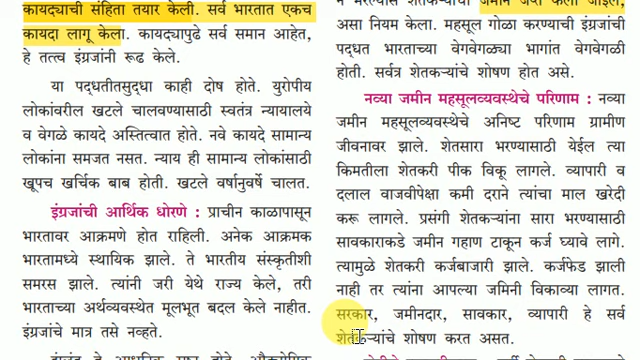 कायद्याची संहिता तयार केली. सर्व भारतात एकच
कायदा लागू केला. कायद्यापुढे सर्व समान आहेत,
हे तत्त्व इंग्रजांनी रूढ केले.
या पद्धतीतसुद्धा काही दोष होते. युरोपीय
लोकांवरील खटले चालवण्यासाठी स्वतंत्र न्यायालये
व वेगळे कायदे अस्तित्वात होते. नवे कायदे सामान्य
लोकांना समजत नसत. न्याय ही सामान्य लोकांसाठी
खूपच खर्चिक बाब होती. खटले वर्षानुवर्षे चालत.
इंग्रजांची आर्थिक धोरणे : प्राचीन काळापासून
भारतावर आक्रमणे होत राहिली. अनेक आक्रमक
भारतामध्ये स्थायिक झाले. ते भारतीय संस्कृतीशी
समरस झाले. त्यांनी जरी येथे राज्य केले, तरी
भारताच्या अर्थव्यवस्थेत मूलभूत बदल केले नाहीत.
इंग्रजांचे मात्र तसे नव्हते.
असा नियम केला. महसूल गोळा करण्याची इंग्रजांची
पद्धत भारताच्या वेगवेगळ्या भागांत वेगवेगळी
होती. सर्वत्र शेतकऱ्यांचे शोषण होत असे.
नव्या जमीन महसूलव्यवस्थेचे परिणाम : नव्या
जमीन महसूलव्यवस्थेचे अनिष्ट परिणाम ग्रामीण
जीवनावर झाले. शेतसारा भरण्यासाठी येईल त्या
किमतीला शेतकरी पीक विकू लागले. व्यापारी व
दलाल वाजवीपेक्षा कमी दराने त्यांचा माल खरेदी
करू लागले. प्रसंगी शेतकऱ्यांना सारा भरण्यासाठी
सावकाराकडे जमीन गहाण टाकून कर्ज घ्यावे लागे.
त्यामुळे शेतकरी कर्जबाजारी झाले. कर्जफेड झाली
नाही तर त्यांना आपल्या जमिनी विकाव्या लागत.
सरकार, जमीनदार, सावकार, व्यापारी हे सर्व
शेतकऱ्यांचे शोषण करत असत.